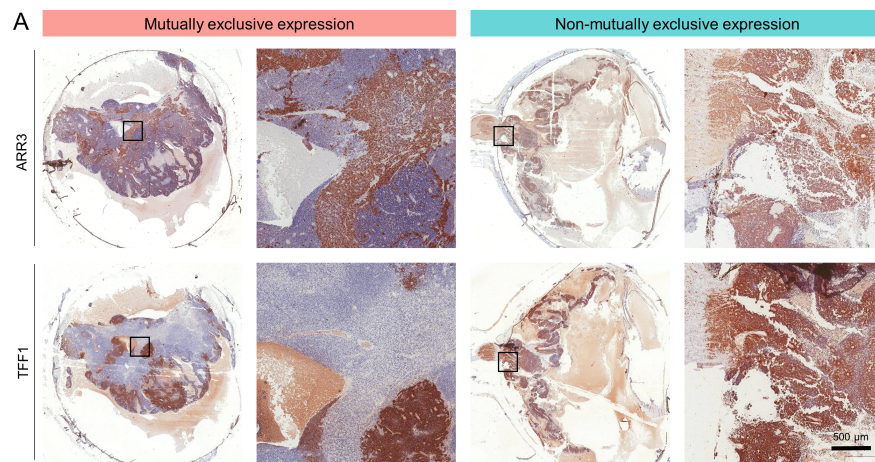 A
Mutually exclusive expression
Non-mutually exclusive expression
ARR3
TFF1
500 µm